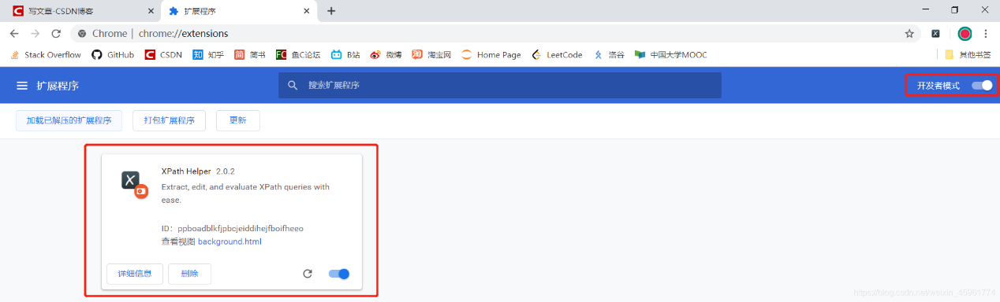 写文章-CSDN博客
扩展程序
Chrome | chrome://extensions
Stack Overflow GitHub CSDN 知乎 简书 鱼C论坛 B站 微博 淘宝网 Home Page LeetCode 洛谷 中国大学MOOC 其他书签
扩展程序 搜索扩展程序 开发者模式
加载已解压的扩展程序 打包扩展程序 更新
XPath Helper 2.0.2
Extract, edit, and evaluate XPath queries with
ease.
ID：ppboadblkfjpbcjeiddihejfboifheeo
查看视图 background.html
详细信息 删除
https://blog.csdn.net/weixin_45961774